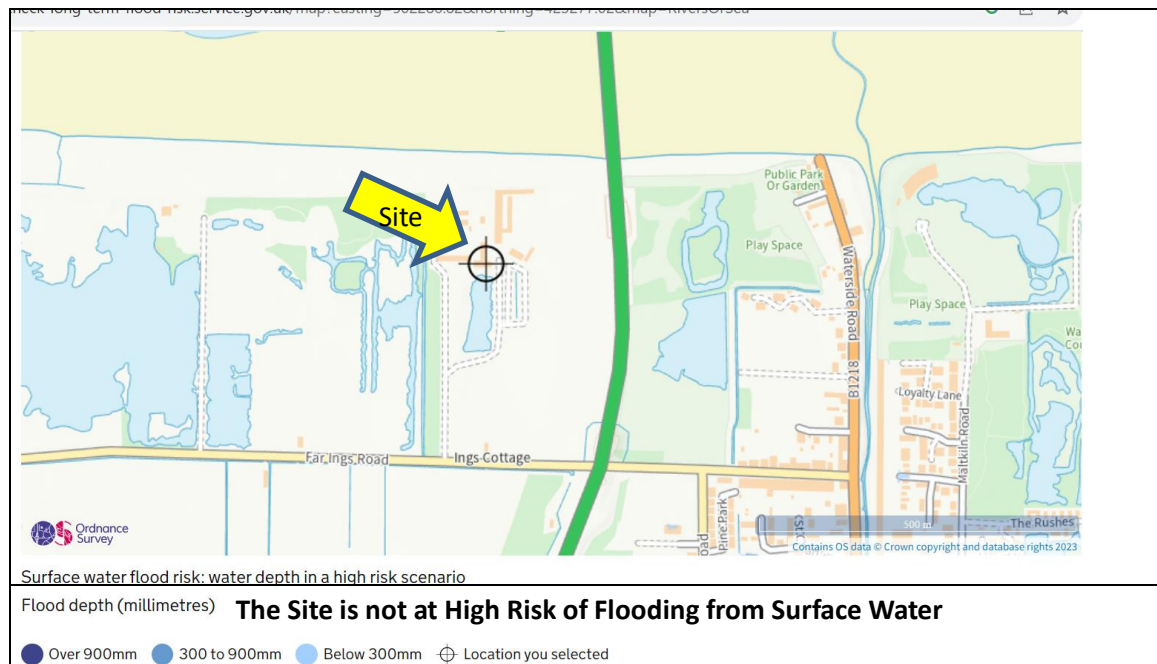 Public Park
Or Garden
Site
Play Space
Waterside Road
B1218
Play Space
Loyalty Lane
Maltkiln Road
Far Ings Road
Ings Cottage
Pine Park
500 m
The Rushes
Ordnance
Survey
Contains OS data © Crown copyright and database rights 2023
Surface water flood risk: water depth in a high risk scenario
Flood depth (millimetres) The Site is not at High Risk of Flooding from Surface Water
Over 900mm 300 to 900mm Below 300mm Location you selected